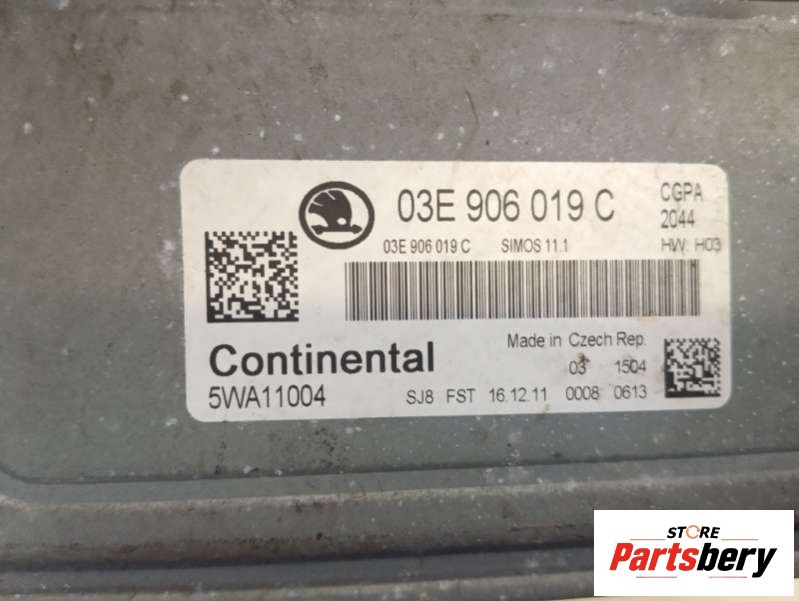 03E 906 019 C
CGPA
2044
03E 906 019 C SIMOS 11.1 HW: H03
Continental
Made in Czech Rep.
03 1504
5WA11004
SJ8 FST 16.12.11 0008 0613
STORE
Partsbery